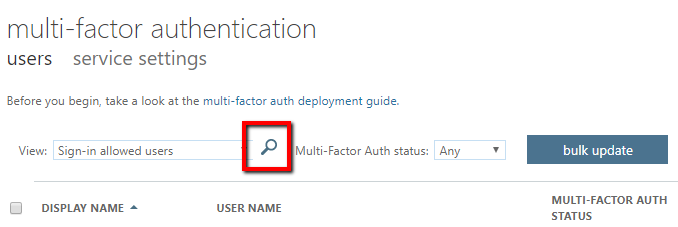 multi-factor authentication
users service settings
Before you begin, take a look at the multi-factor auth deployment guide.
View: Sign-in allowed users Multi-Factor Auth status: Any bulk update
DISPLAY NAME USER NAME MULTI-FACTOR AUTH
STATUS